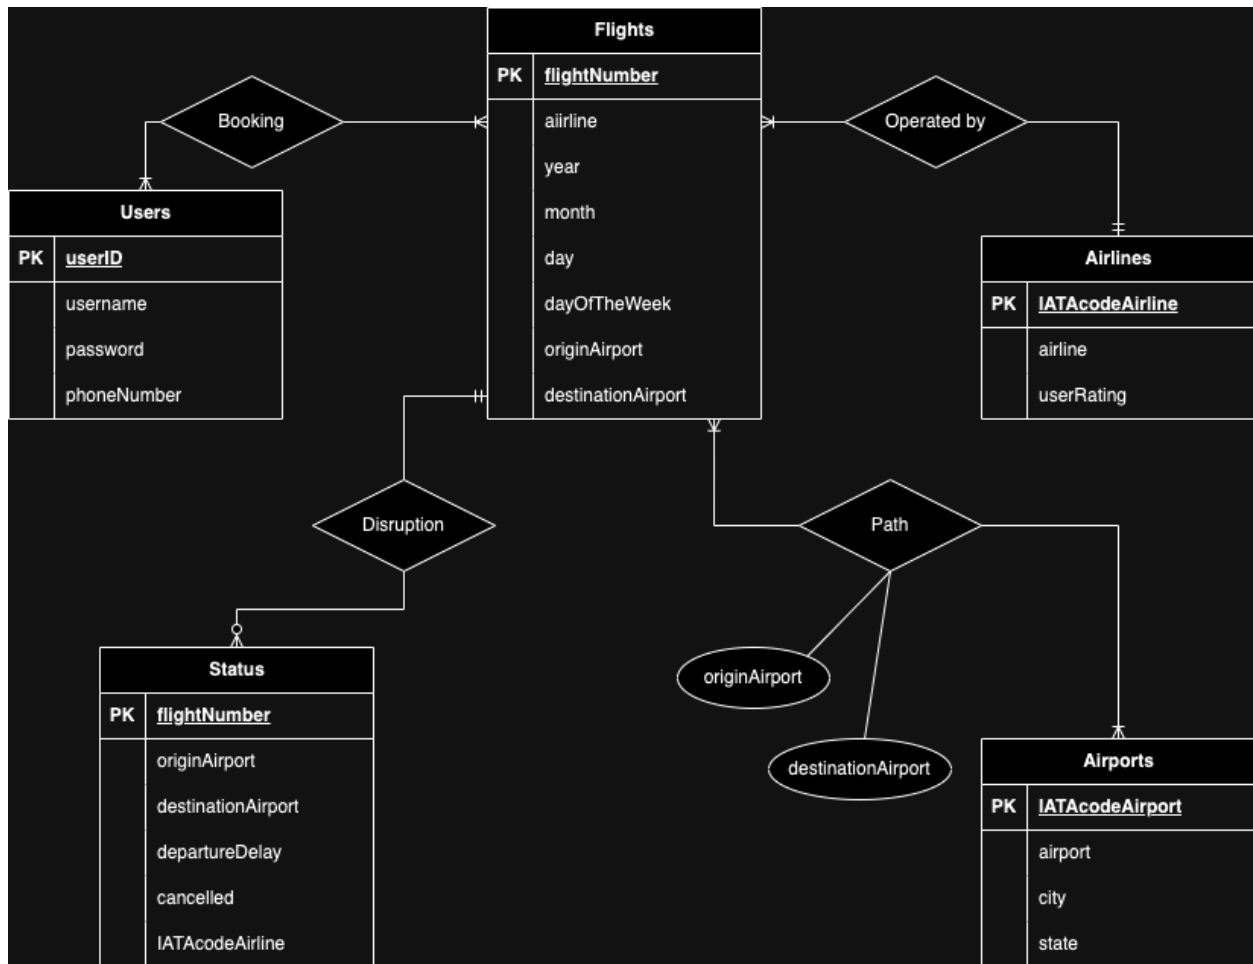 Flights
PK flightNumber
aiirline
year
month
day
dayOfTheWeek
originAirport
destinationAirport
Booking
Operated by
Users
PK userID
username
password
phoneNumber
Airlines
PK IATAcodeAirline
airline
userRating
Disruption
Path
originAirport
destinationAirport
Status
PK flightNumber
originAirport
destinationAirport
departureDelay
cancelled
IATAcodeAirline
Airports
PK IATAcodeAirport
airport
city
state